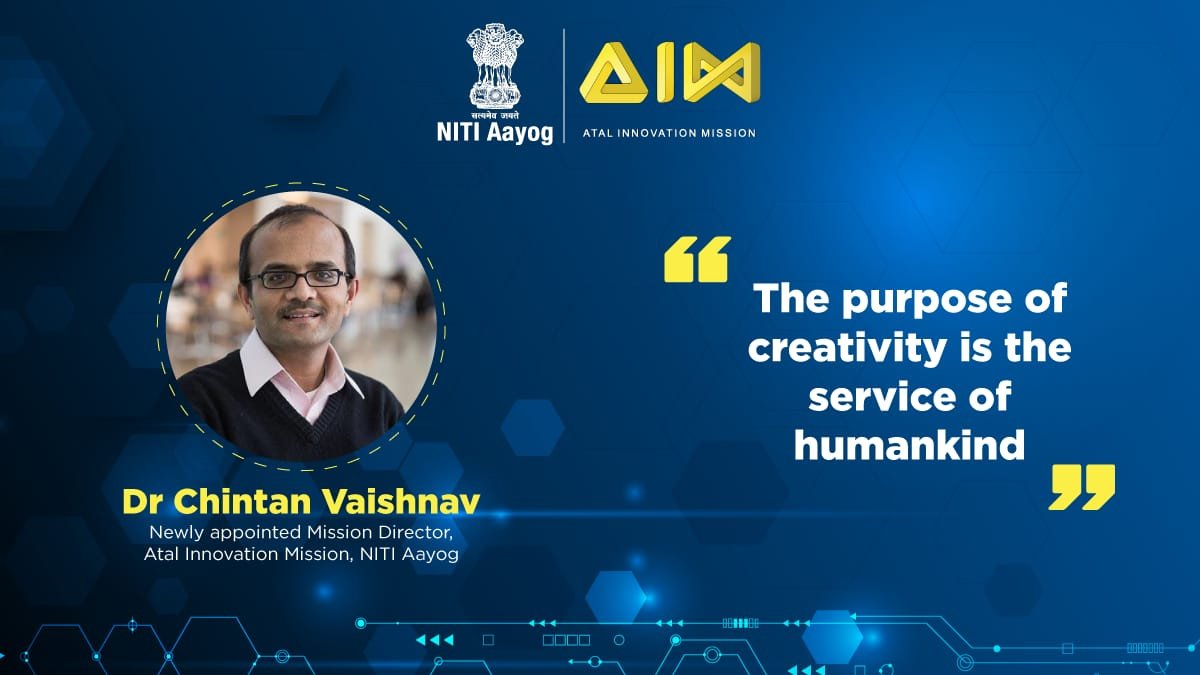 सत्यमेव जयते
NITI Aayog
AIM
ATAL INNOVATION MISSION
“
The purpose of
creativity is the
service of
humankind
”
Dr Chintan Vaishnav
Newly appointed Mission Director,
Atal Innovation Mission, NITI Aayog